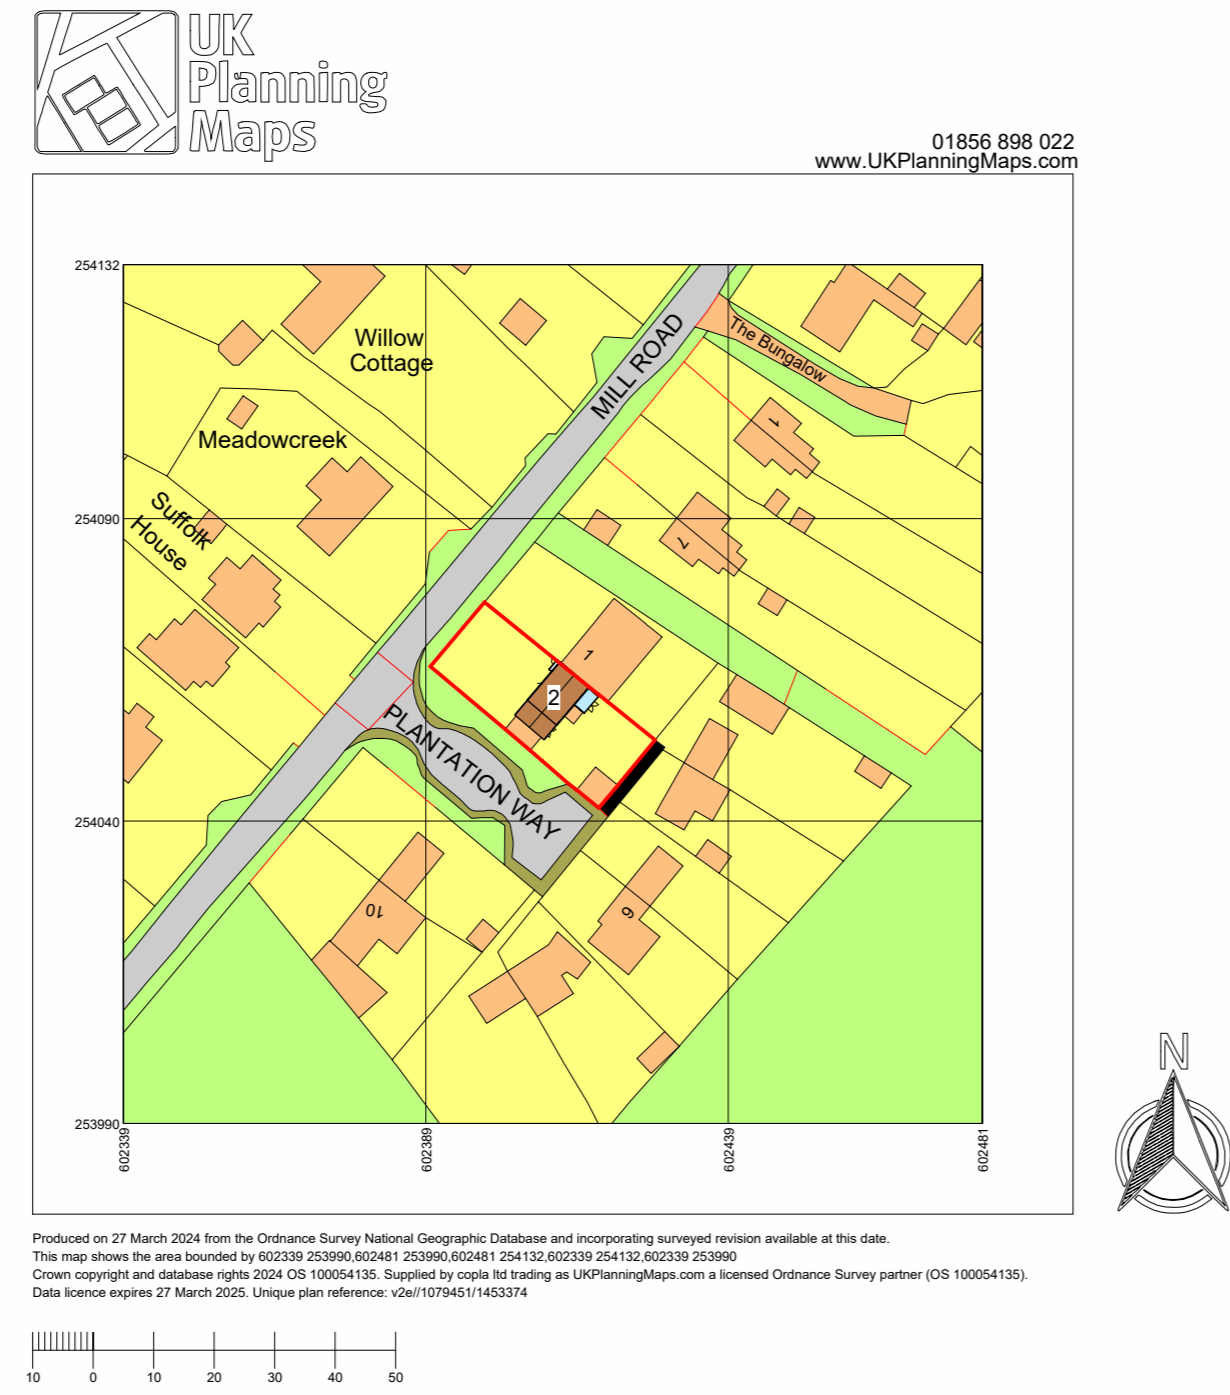 UK
Planning
Maps
01856 898 022
www.UKPlanningMaps.com
254132
Willow
Cottage
MILL ROAD
The Bungalow
1
Meadowcreek
Suffolk
House
254090
7
1
2
PLANTATION WAY
254040
10
9
253990
602339
602389
602439
602481
N
Produced on 27 March 2024 from the Ordnance Survey National Geographic Database and incorporating surveyed revision available at this date.
This map shows the area bounded by 602339 253990,602481 253990,602481 254132,602339 254132,602339 253990
Crown copyright and database rights 2024 OS 100054135. Supplied by copla ltd trading as UKPlanningMaps.com a licensed Ordnance Survey partner (OS 100054135).
Data licence expires 27 March 2025. Unique plan reference: v2e//1079451/1453374
10 0 10 20 30 40 50